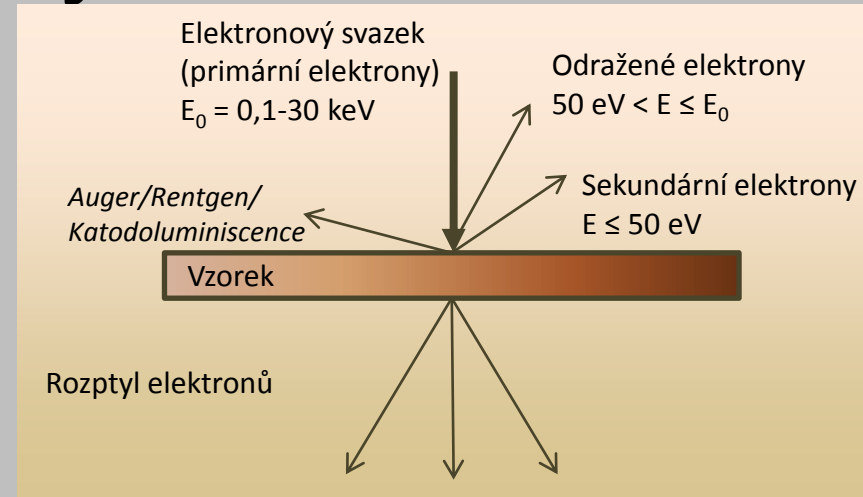 Elektronový svazek
(primární elektrony)
E₀ = 0,1-30 keV
Odražené elektrony
50 eV < E ≤ E₀
Auger/Rentgen/
Katodoluminiscence
Sekundární elektrony
E ≤ 50 eV
Vzorek
Rozptyl elektronů